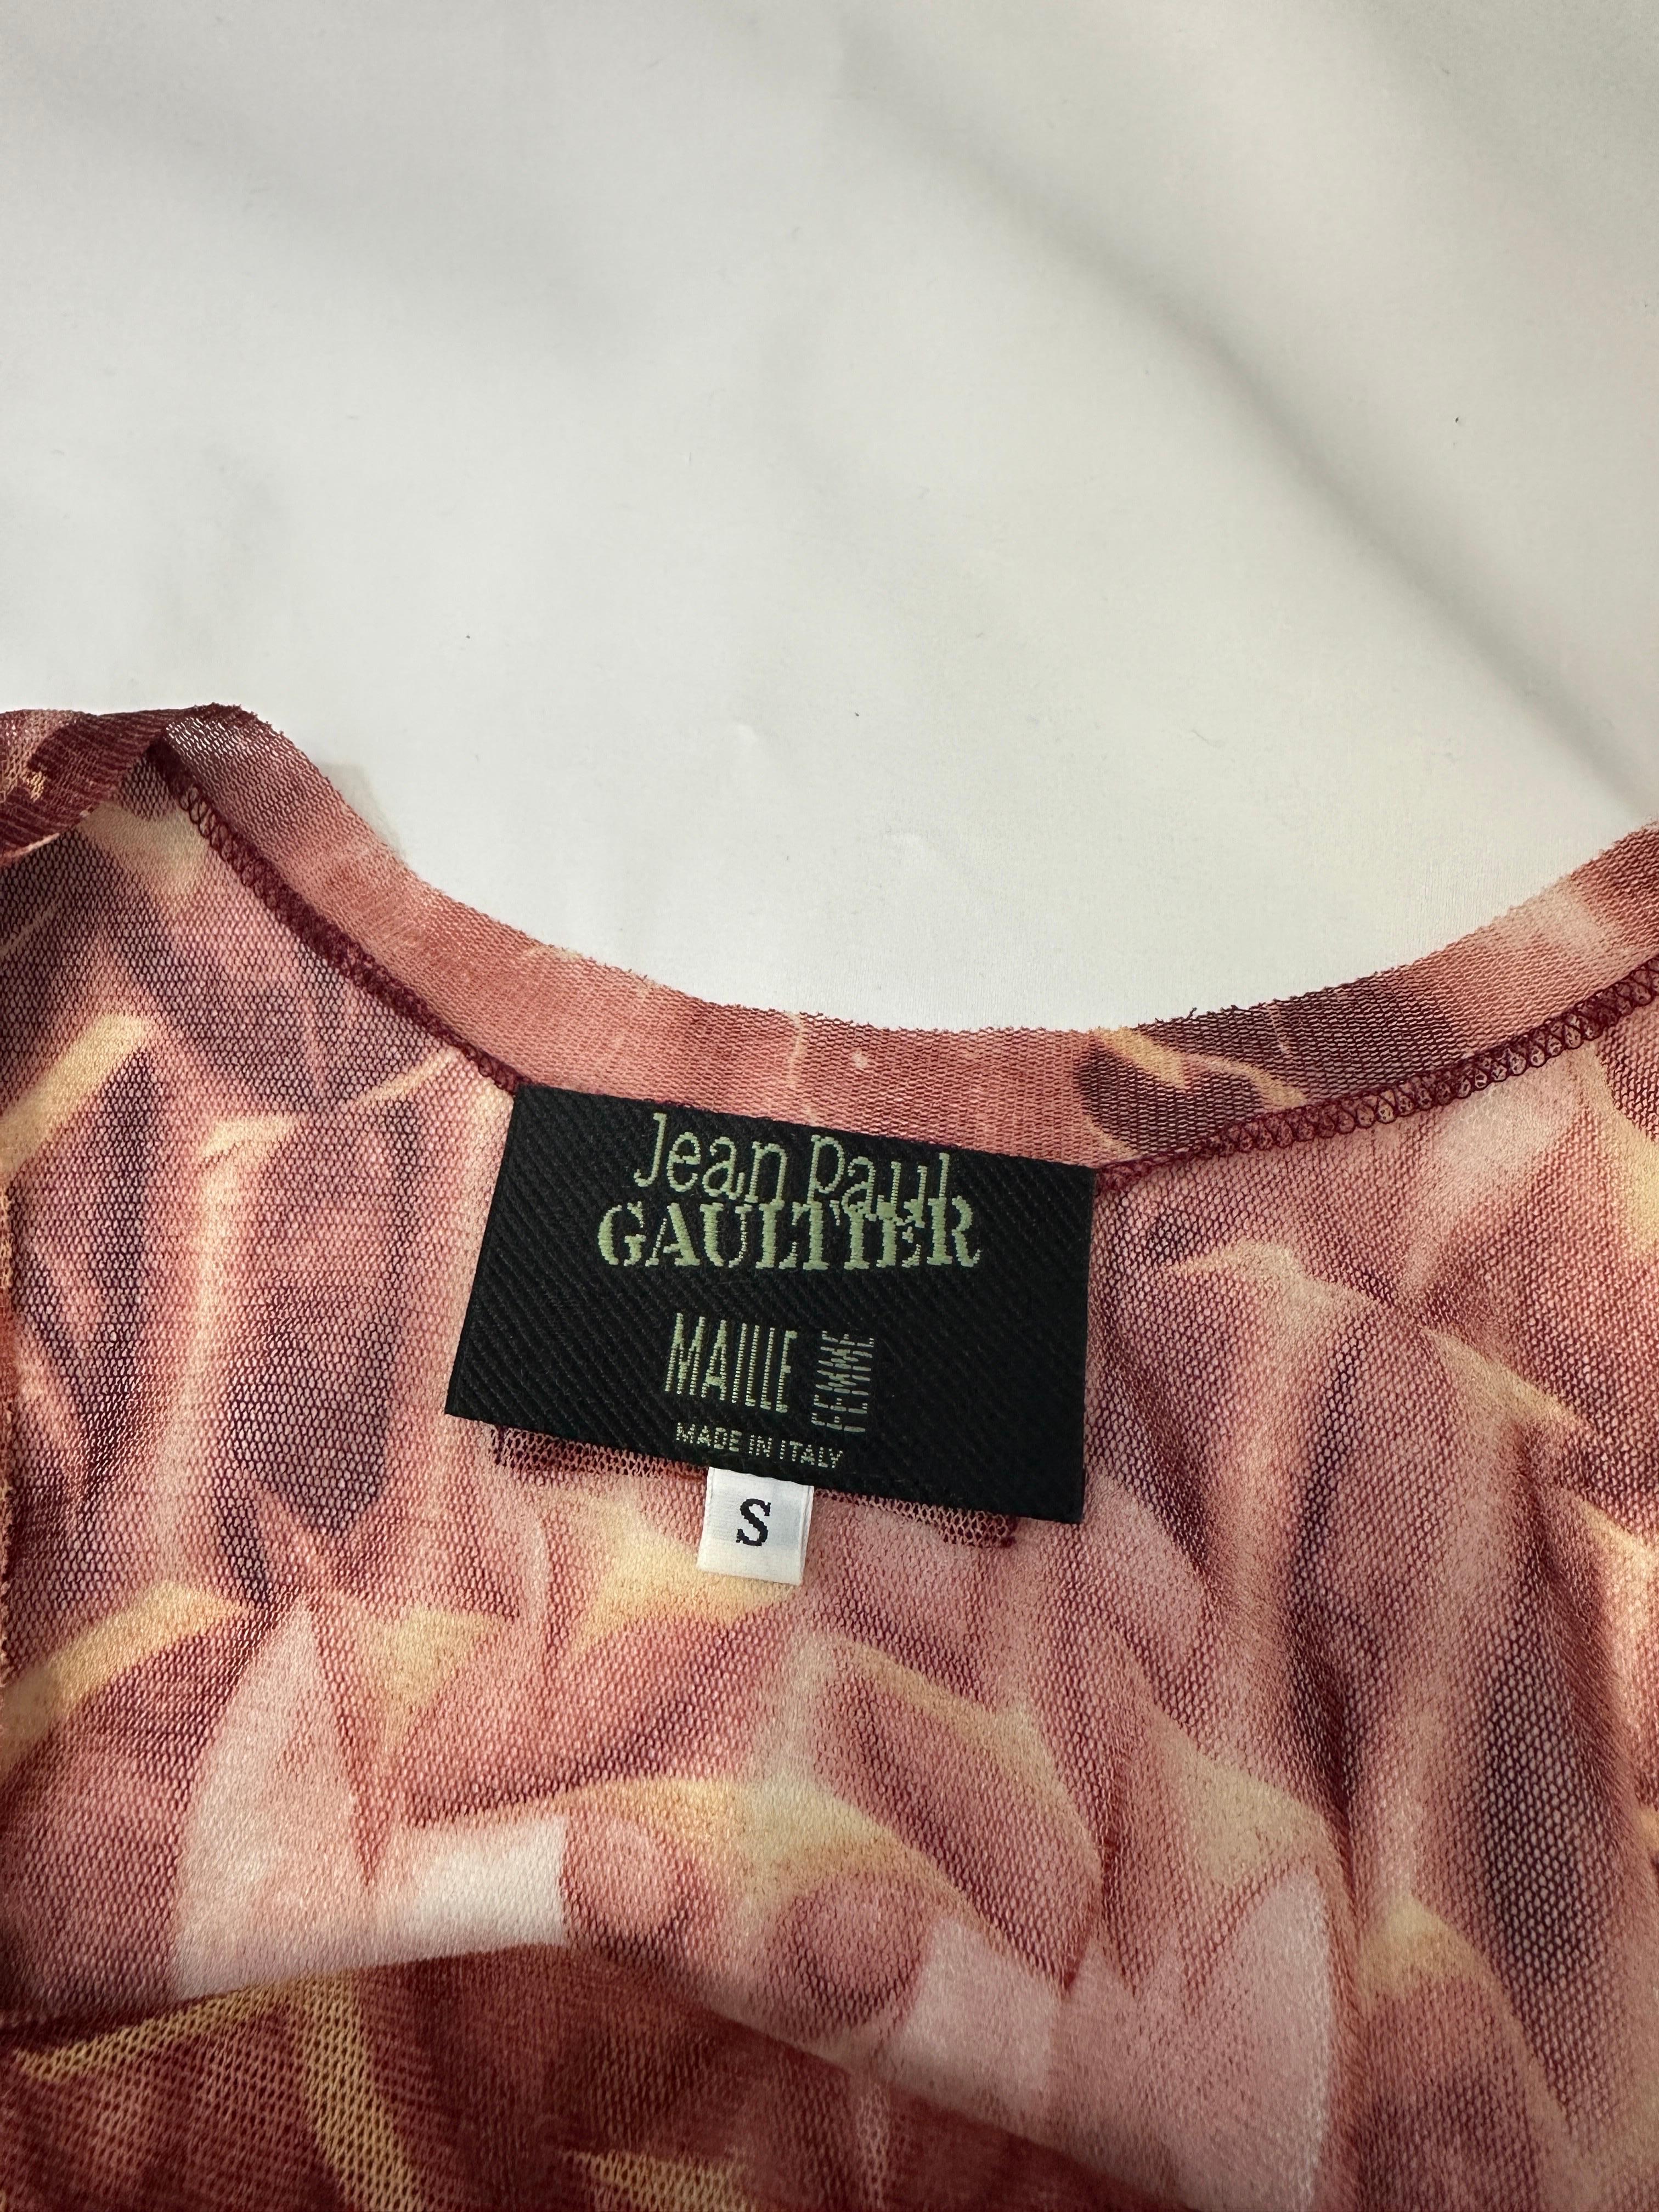 Jean Paul
GAULTIER
MAILLE FEMME
MADE IN ITALY
S